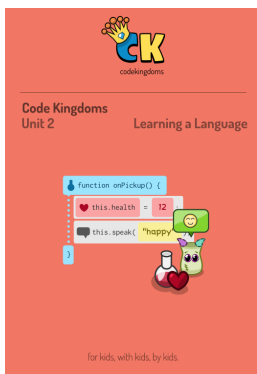 CK
codekingdoms
Code Kingdoms
Unit 2
Learning a Language
function onPickup() {
this.health = 12
this.speak( "happy"
}
for kids, with kids, by kids.